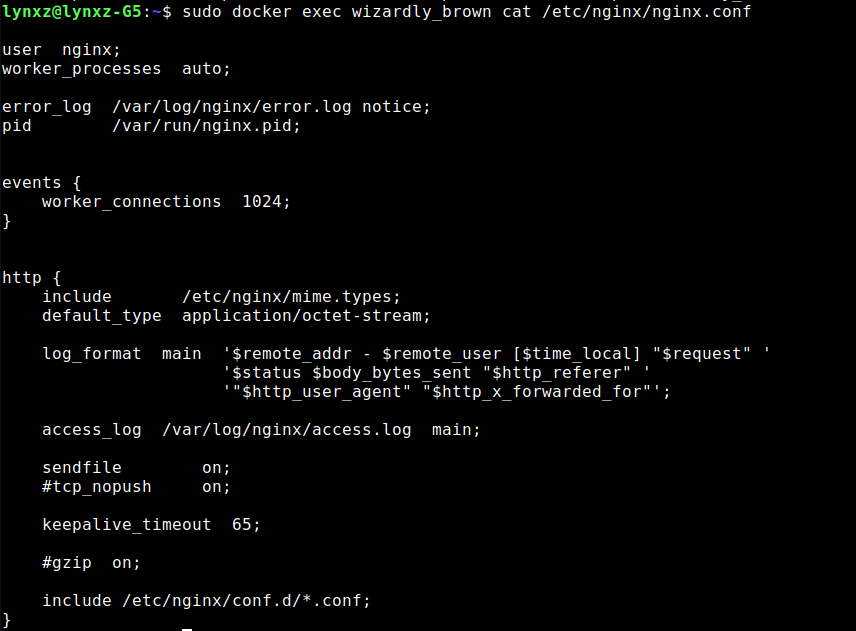 lynxz@lynxz-G5:~$ sudo docker exec wizardly_brown cat /etc/nginx/nginx.conf

user  nginx;
worker_processes  auto;

error_log  /var/log/nginx/error.log notice;
pid        /var/run/nginx.pid;


events {
    worker_connections  1024;
}


http {
    include       /etc/nginx/mime.types;
    default_type  application/octet-stream;

    log_format  main  '$remote_addr - $remote_user [$time_local] "$request" '
                      '$status $body_bytes_sent "$http_referer" '
                      '"$http_user_agent" "$http_x_forwarded_for"';

    access_log  /var/log/nginx/access.log  main;

    sendfile        on;
    #tcp_nopush     on;

    keepalive_timeout  65;

    #gzip  on;

    include /etc/nginx/conf.d/*.conf;
}